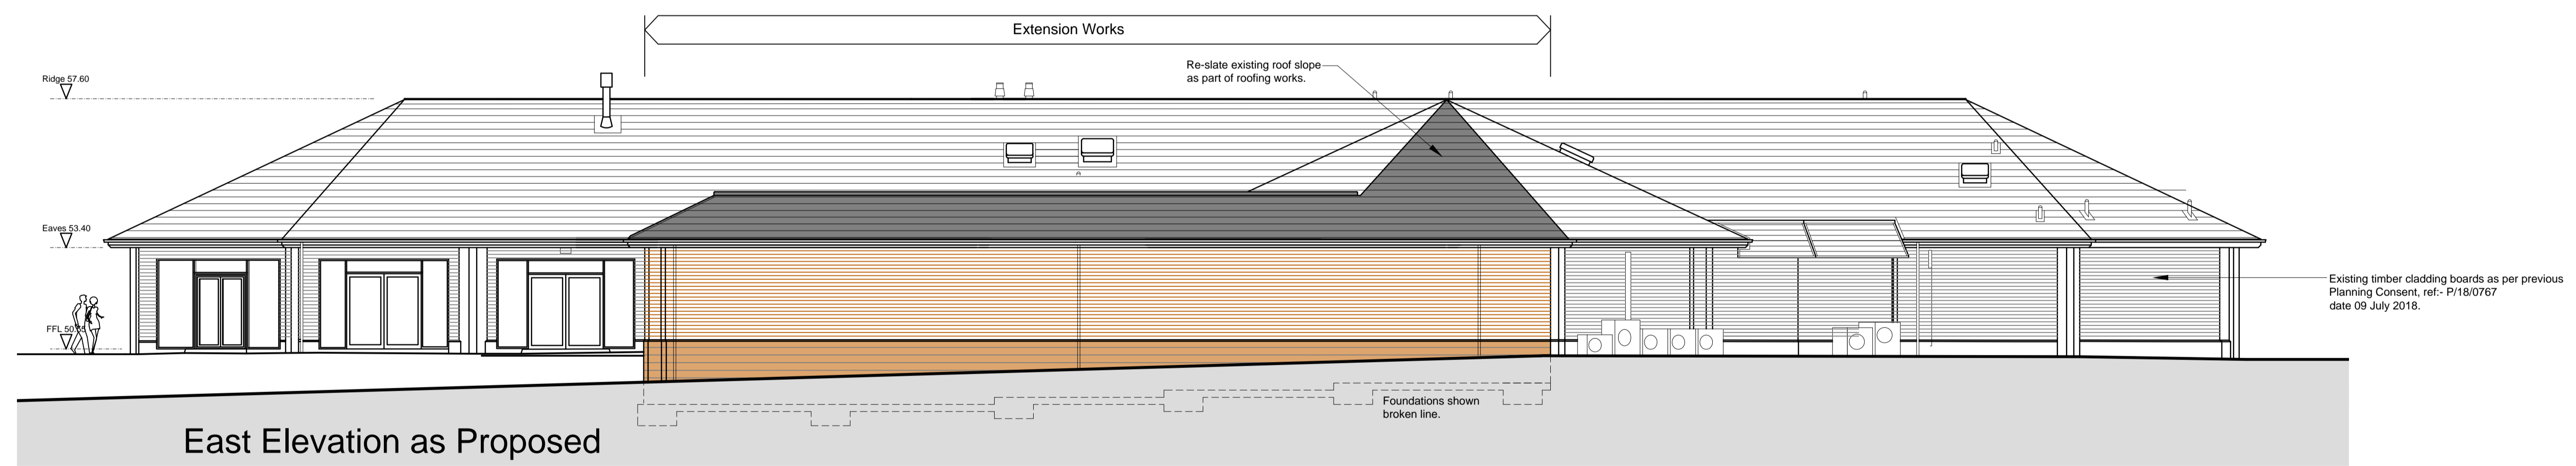 Extension Works
Re-slate existing roof slope
as part of roofing works.
Ridge 57.60
Eaves 53.40
Existing timber cladding boards as per previous
Planning Consent, ref:- P/18/0767
date 09 July 2018.
FFL
Foundations shown
broken line.
East Elevation as Proposed